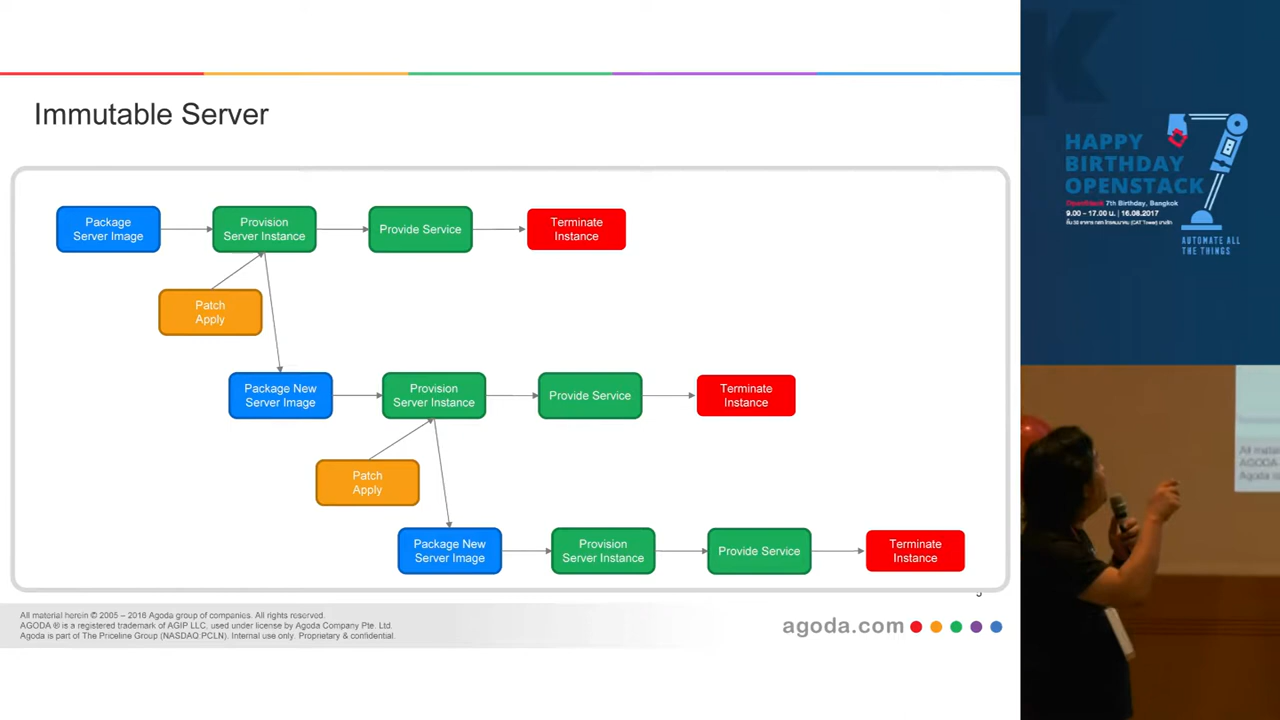 Immutable Server
Package
Server Image
Provision
Server Instance
Provide Service
Terminate
Instance
Patch
Apply
Package New
Server Image
Provision
Server Instance
Provide Service
Terminate
Instance
Patch
Apply
Package New
Server Image
Provision
Server Instance
Provide Service
Terminate
Instance
All material herein © 2005 – 2016 Agoda group of companies. All rights reserved.
AGODA ® is a registered trademark of AGIP LLC, used under license by Agoda Company Pte. Ltd.
Agoda is part of The Priceline Group (NASDAQ PCLN). Internal use only. Proprietary & confidential.
agoda.com
HAPPY
BIRTHDAY
OPENSTACK
OpenStack 7th Birthday, Bangkok
9.00 - 17.00 น. | 16.08.2017
AUTOMATE ALL
THE THINGS
All mater
AGODA
Agoda is